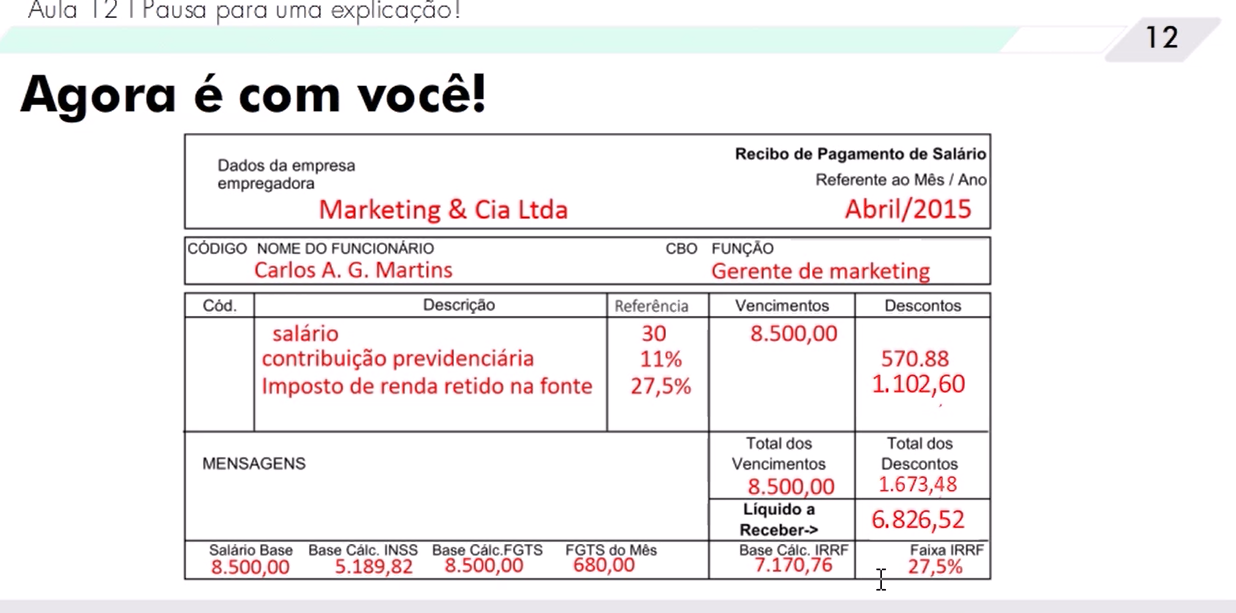 Aula 12 | Pausa para uma explicação!
12
Agora é com você!
Dados da empresa
empregadora
Recibo de Pagamento de Salário
Referente ao Mês / Ano
Marketing & Cia Ltda
Abril/2015
CÓDIGO NOME DO FUNCIONÁRIO CBO FUNÇÃO
Carlos A. G. Martins Gerente de marketing
Cód. Descrição Referência Vencimentos Descontos
salário 30 8.500,00
contribuição previdenciária 11% 570.88
Imposto de renda retido na fonte 27,5% 1.102,60
MENSAGENS
Total dos
Vencimentos
8.500,00
Total dos
Descontos
1.673,48
Líquido a
Receber->
6.826,52
Salário Base Base Cálc. INSS Base Cálc.FGTS FGTS do Mês Base Cálc. IRRF Faixa IRRF
8.500,00 5.189,82 8.500,00 680,00 7.170,76 27,5%